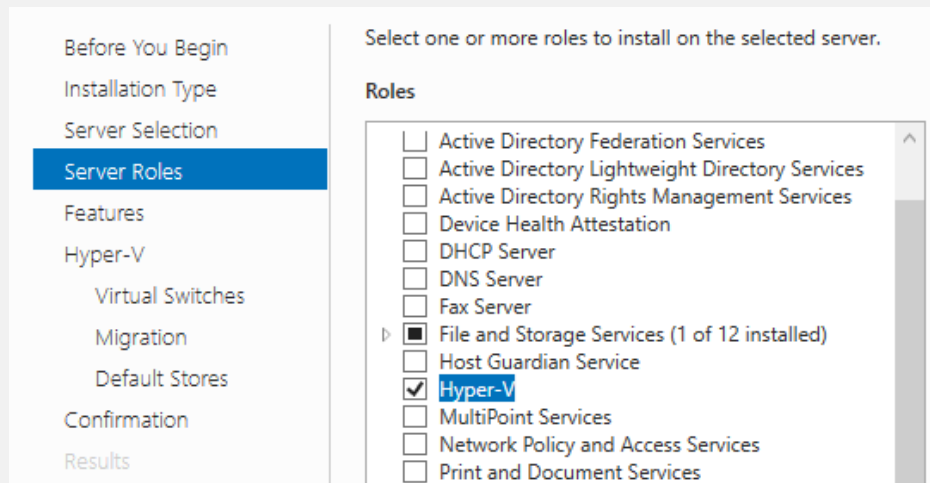 Before You Begin
Installation Type
Server Selection
Server Roles
Features
Hyper-V
Virtual Switches
Migration
Default Stores
Confirmation
Results
Select one or more roles to install on the selected server.
Roles
Active Directory Federation Services
Active Directory Lightweight Directory Services
Active Directory Rights Management Services
Device Health Attestation
DHCP Server
DNS Server
Fax Server
File and Storage Services (1 of 12 installed)
Host Guardian Service
Hyper-V
MultiPoint Services
Network Policy and Access Services
Print and Document Services